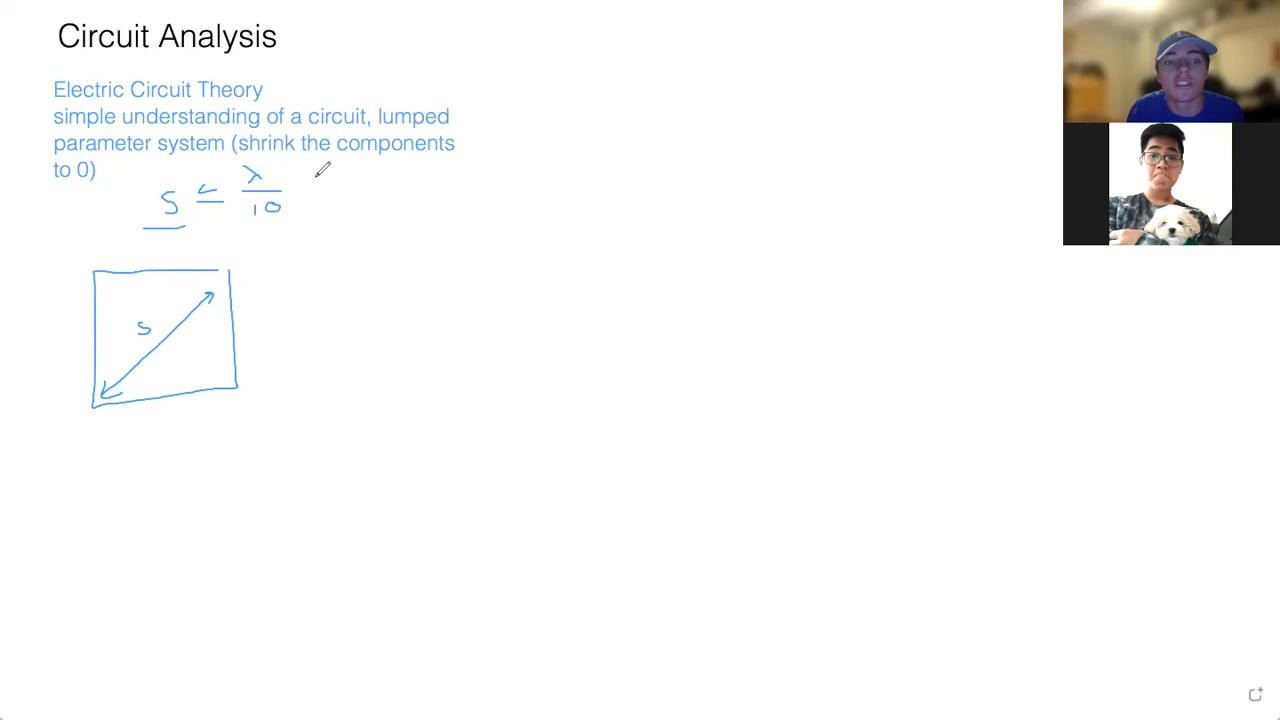 Circuit Analysis
Electric Circuit Theory
simple understanding of a circuit, lumped
parameter system (shrink the components
to 0)
S ≤ λ/10
S